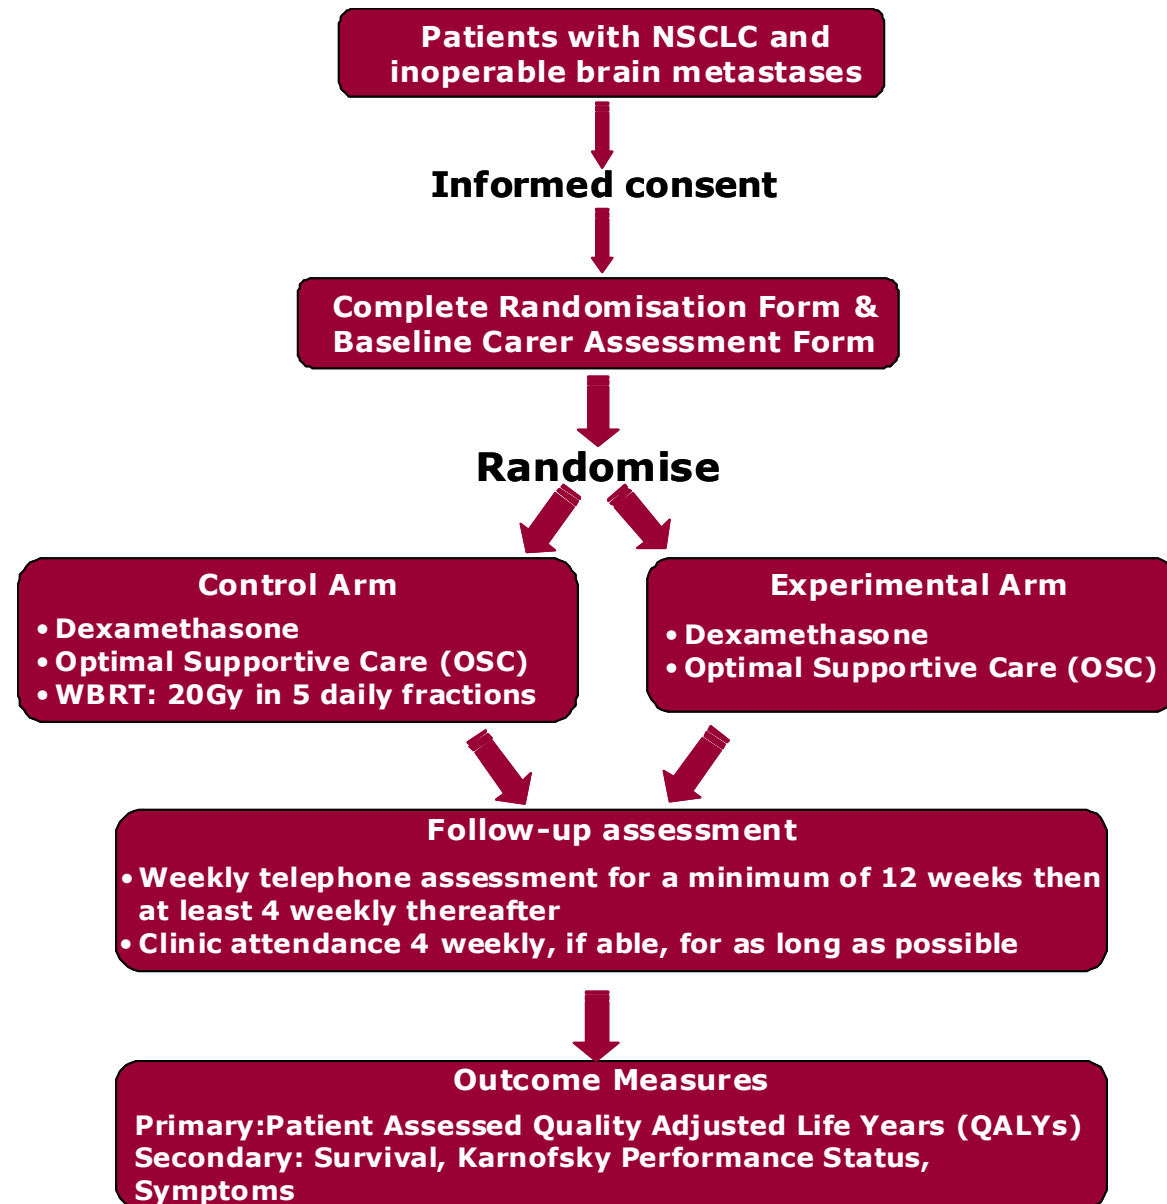 Patients with NSCLC and
inoperable brain metastases
Informed consent
Complete Randomisation Form &
Baseline Carer Assessment Form
Randomise
Control Arm
• Dexamethasone
• Optimal Supportive Care (OSC)
• WBRT: 20Gy in 5 daily fractions
Experimental Arm
• Dexamethasone
• Optimal Supportive Care (OSC)
Follow-up assessment
• Weekly telephone assessment for a minimum of 12 weeks then
at least 4 weekly thereafter
• Clinic attendance 4 weekly, if able, for as long as possible
Outcome Measures
Primary:Patient Assessed Quality Adjusted Life Years (QALYs)
Secondary: Survival, Karnofsky Performance Status,
Symptoms